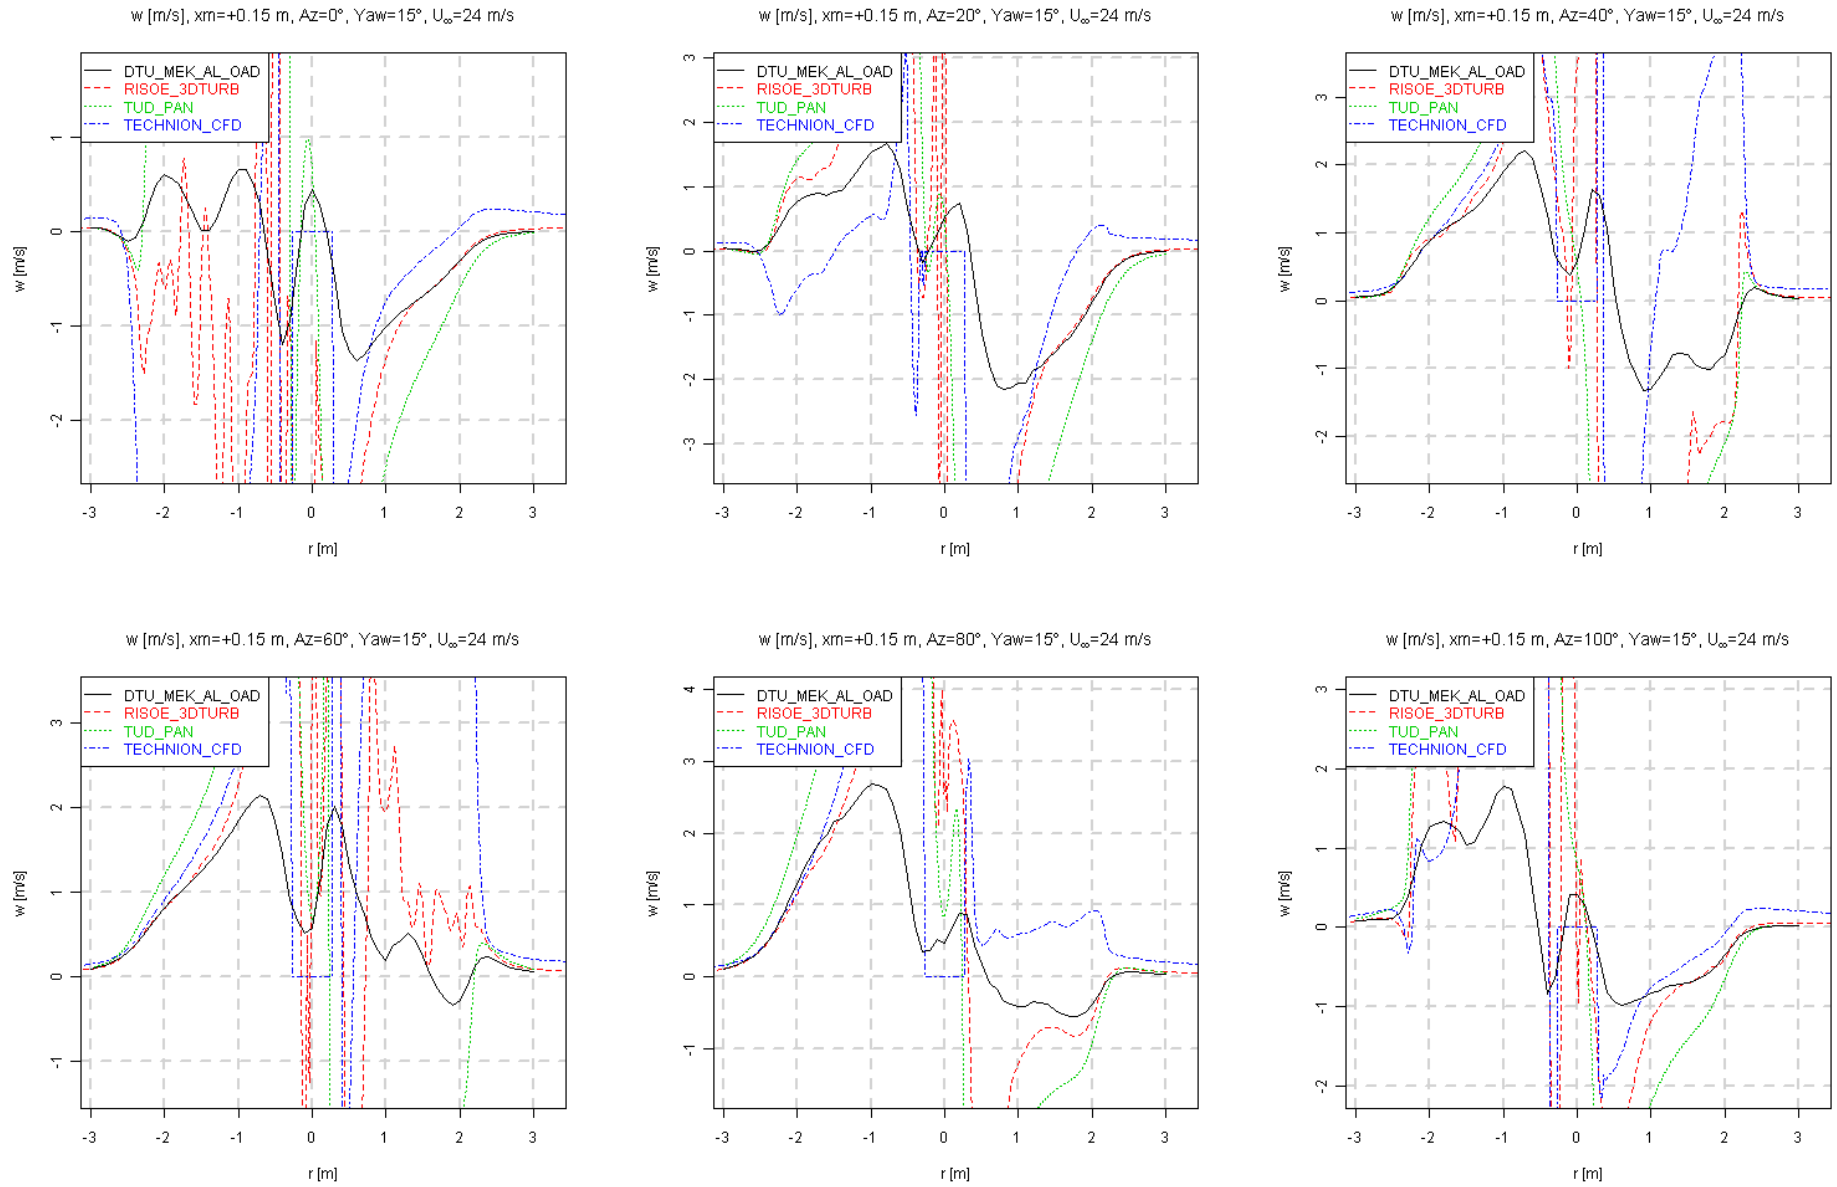 w [m/s], xm=+0.15 m, Az=0°, Yaw=15°, U∞=24 m/s
DTU_MEK_AL_OAD
RISOE_3DTURB
TUD_PAN
TECHNION_CFD
1
0
-1
-2
w [m/s]
-3 -2 -1 0 1 2 3
r [m]
w [m/s], xm=+0.15 m, Az=20°, Yaw=15°, U∞=24 m/s
DTU_MEK_AL_OAD
RISOE_3DTURB
TUD_PAN
TECHNION_CFD
3
2
1
0
-1
-2
-3
w [m/s]
-3 -2 -1 0 1 2 3
r [m]
w [m/s], xm=+0.15 m, Az=40°, Yaw=15°, U∞=24 m/s
DTU_MEK_AL_OAD
RISOE_3DTURB
TUD_PAN
TECHNION_CFD
3
2
1
0
-1
-2
w [m/s]
-3 -2 -1 0 1 2 3
r [m]
w [m/s], xm=+0.15 m, Az=60°, Yaw=15°, U∞=24 m/s
DTU_MEK_AL_OAD
RISOE_3DTURB
TUD_PAN
TECHNION_CFD
3
2
1
0
-1
w [m/s]
-3 -2 -1 0 1 2 3
r [m]
w [m/s], xm=+0.15 m, Az=80°, Yaw=15°, U∞=24 m/s
DTU_MEK_AL_OAD
RISOE_3DTURB
TUD_PAN
TECHNION_CFD
4
3
2
1
0
-1
w [m/s]
-3 -2 -1 0 1 2 3
r [m]
w [m/s], xm=+0.15 m, Az=100°, Yaw=15°, U∞=24 m/s
DTU_MEK_AL_OAD
RISOE_3DTURB
TUD_PAN
TECHNION_CFD
3
2
1
0
-1
-2
w [m/s]
-3 -2 -1 0 1 2 3
r [m]